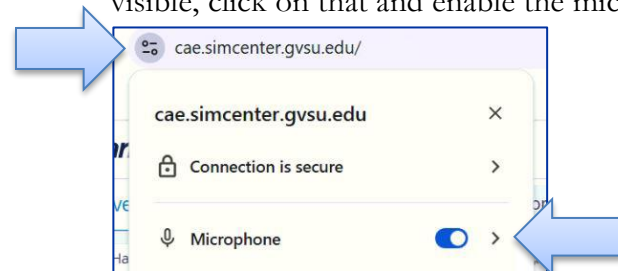 visible, click on that and enable the mic
cae.simcenter.gvsu.edu/
cae.simcenter.gvsu.edu
Connection is secure
Microphone